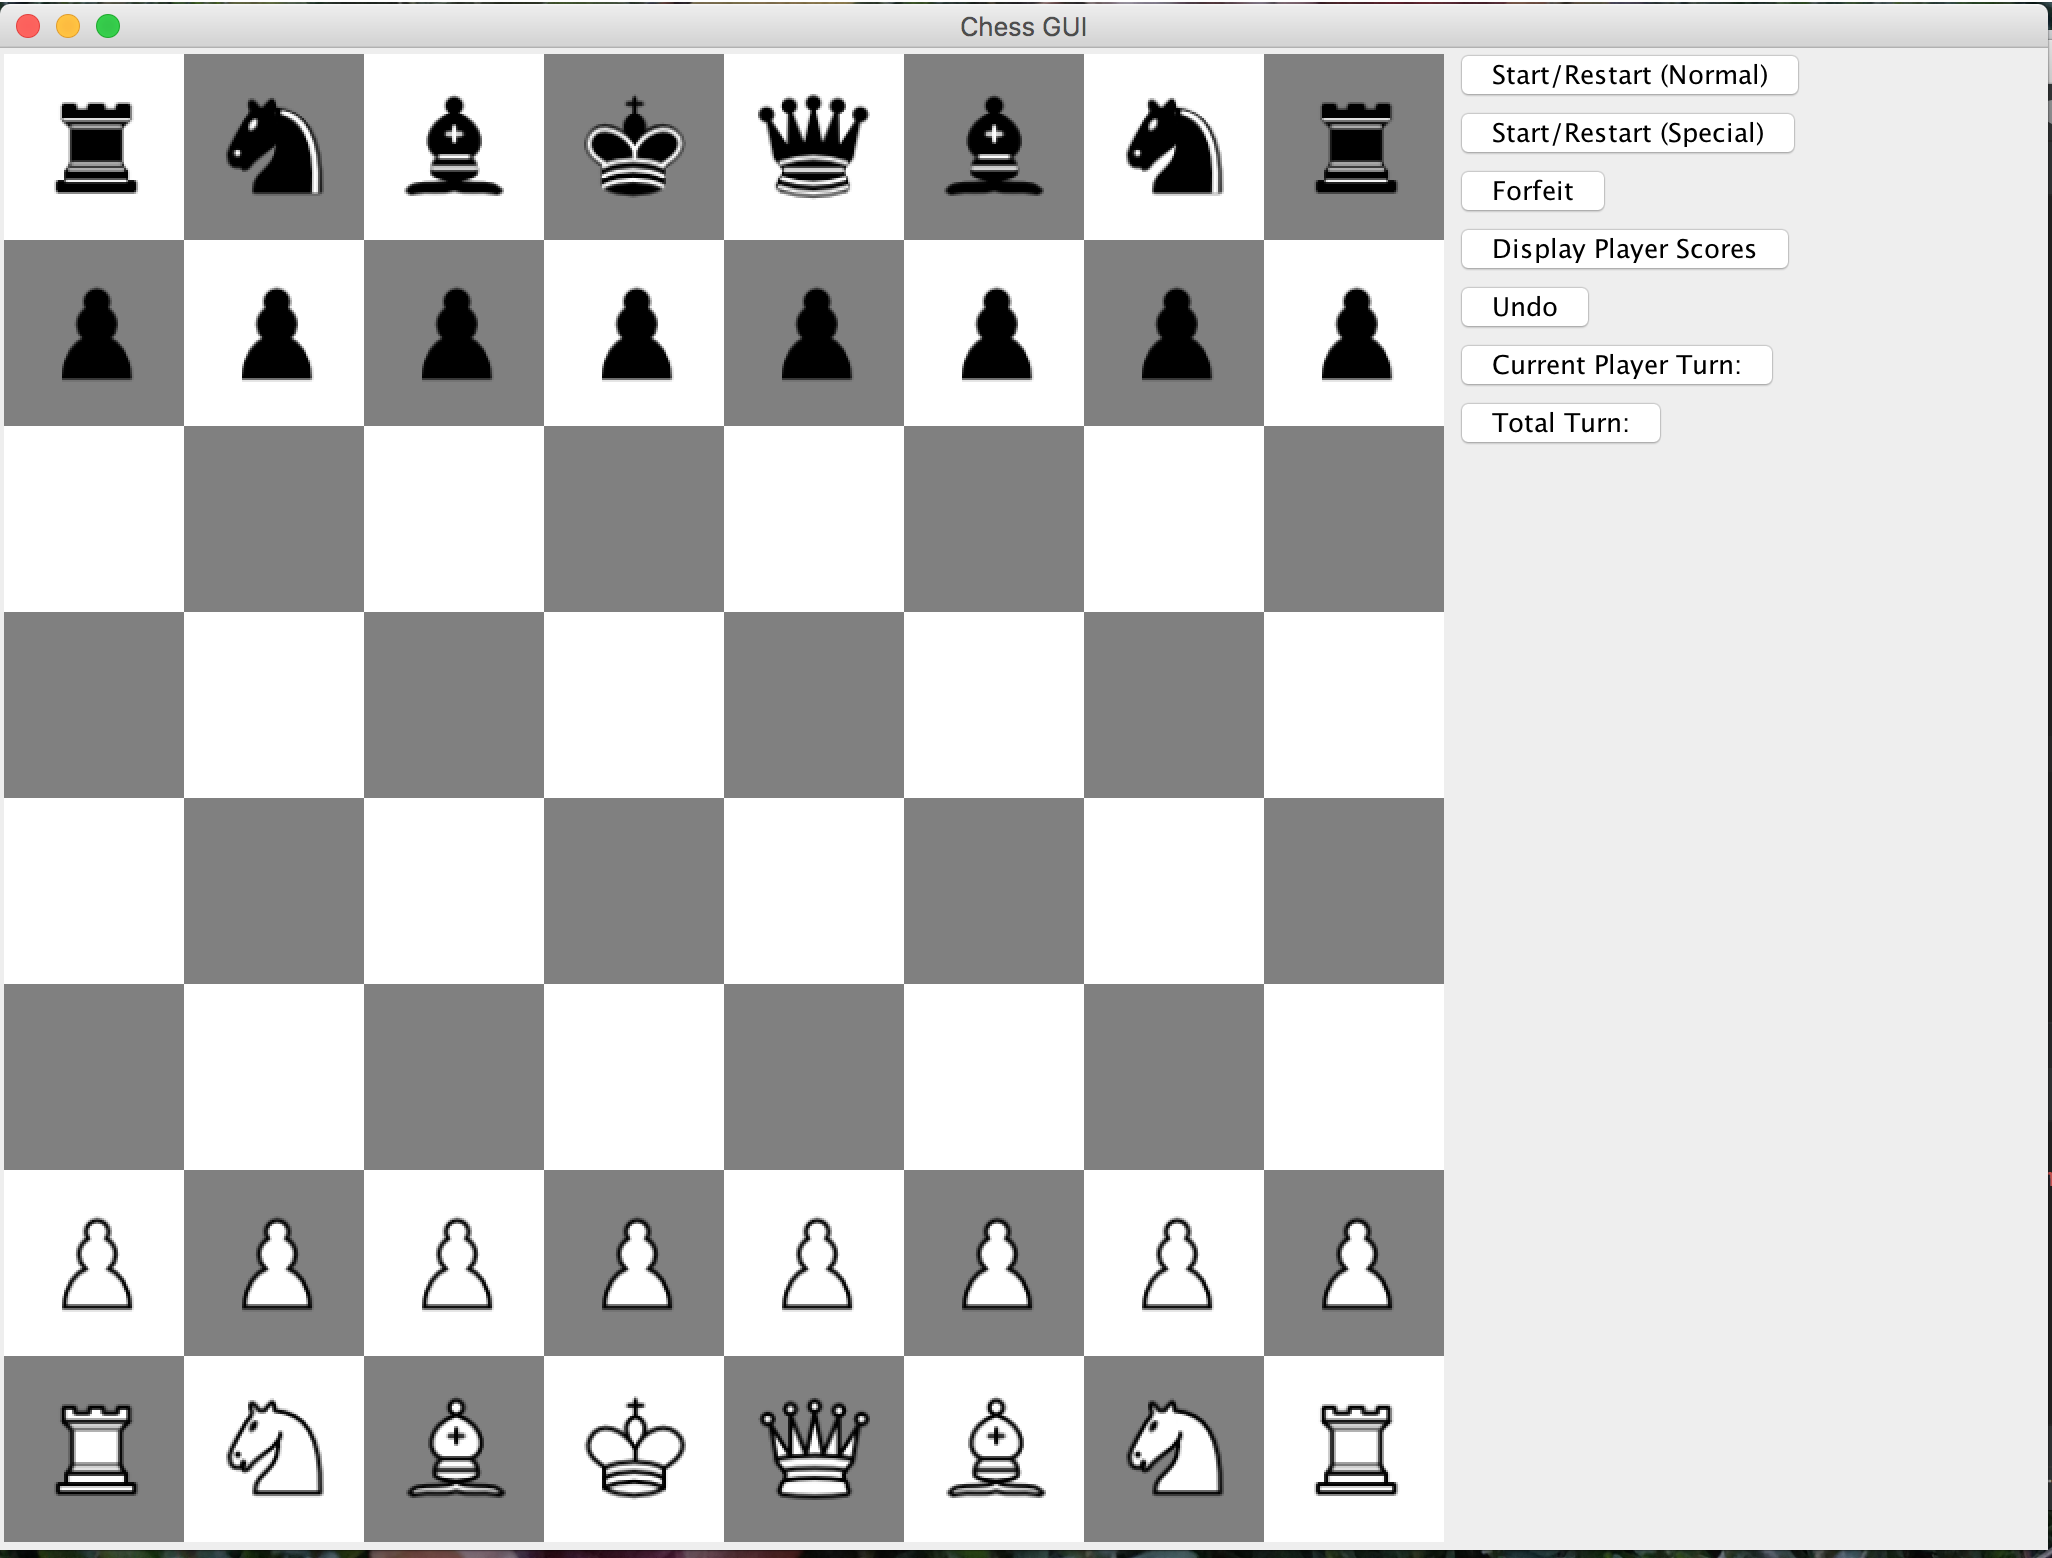 Chess GUI
Start/Restart (Normal)
Start/Restart (Special)
Forfeit
Display Player Scores
Undo
Current Player Turn:
Total Turn: